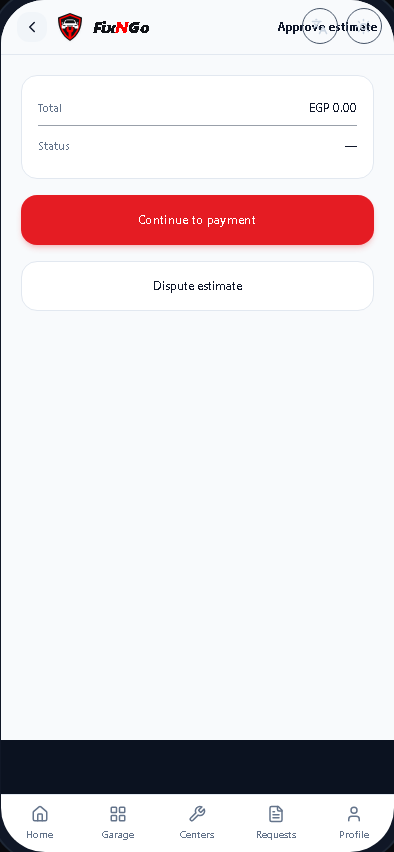 FixNGo
Approve estimate
Total EGP 0.00
Status —
Continue to payment
Dispute estimate
Home Garage Centers Requests Profile